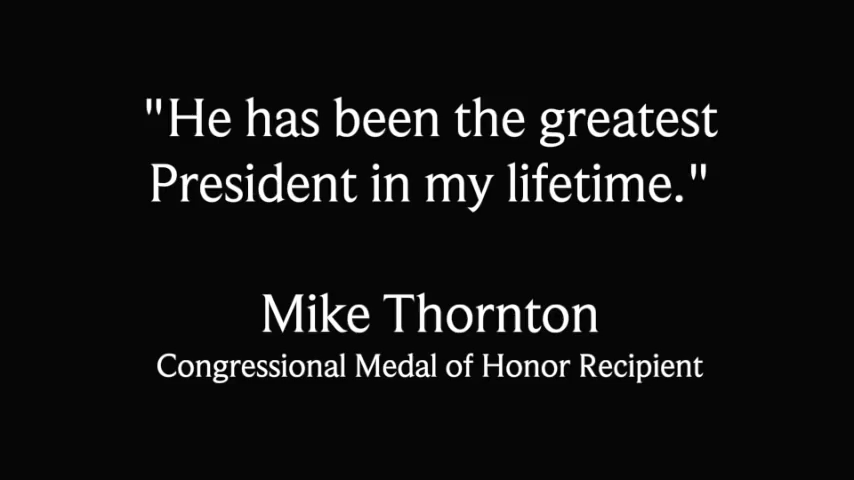 "He has been the greatest
President in my lifetime."
Mike Thornton
Congressional Medal of Honor Recipient